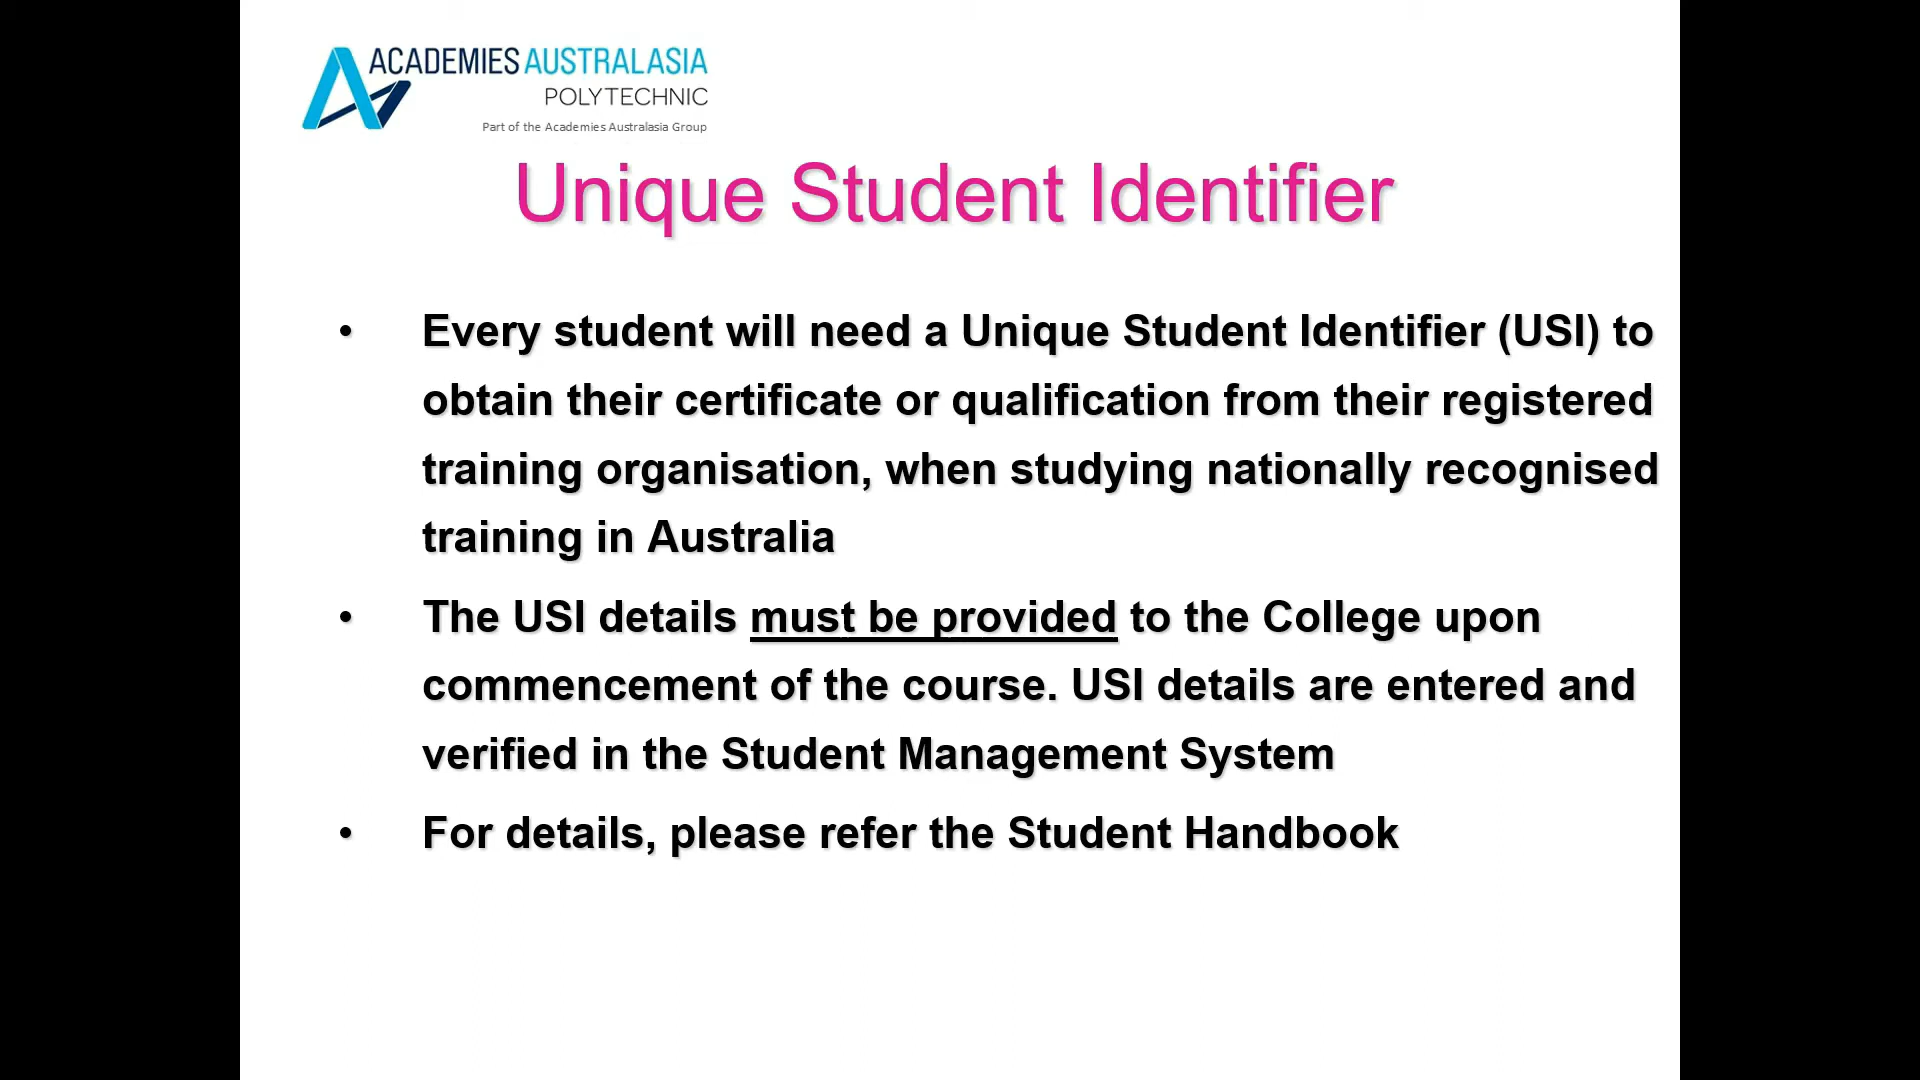 ACADEMIES AUSTRALASIA
POLYTECHNIC
Part of the Academies Australasia Group
Unique Student Identifier
• Every student will need a Unique Student Identifier (USI) to
obtain their certificate or qualification from their registered
training organisation, when studying nationally recognised
training in Australia
• The USI details must be provided to the College upon
commencement of the course. USI details are entered and
verified in the Student Management System
• For details, please refer the Student Handbook